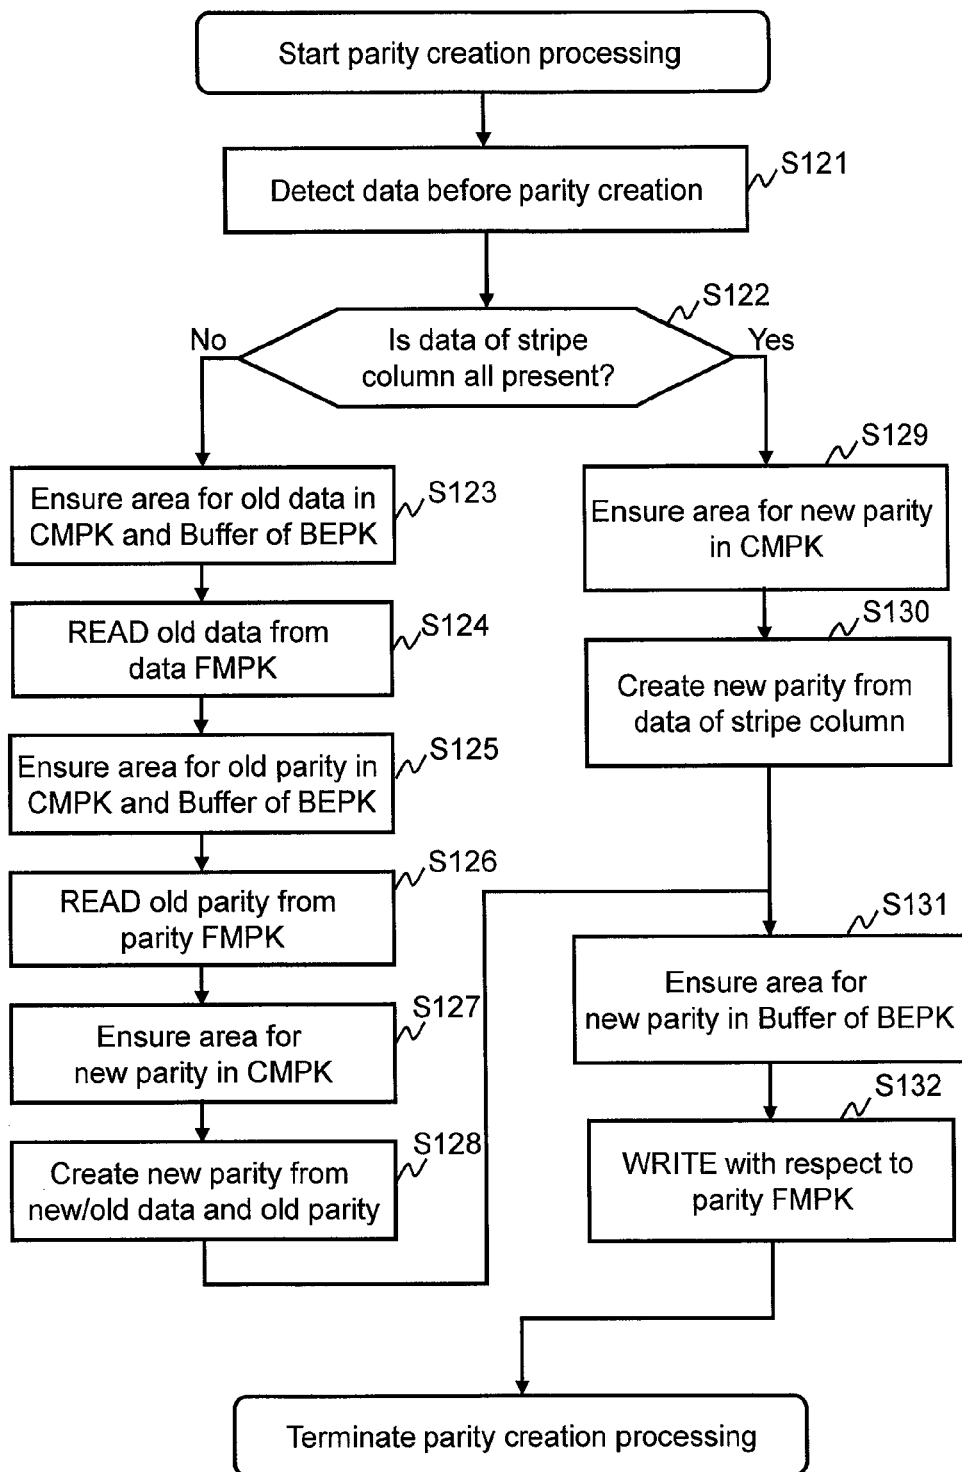 Start parity creation processing
S121
Detect data before parity creation
S122
No
Is data of stripe
column all present?
Yes
S123
Ensure area for old data in
CMPK and Buffer of BEPK
S124
READ old data from
data FMPK
S125
Ensure area for old parity in
CMPK and Buffer of BEPK
S126
READ old parity from
parity FMPK
S127
Ensure area for
new parity in CMPK
S128
Create new parity from
new/old data and old parity
S129
Ensure area for new parity
in CMPK
S130
Create new parity from
data of stripe column
S131
Ensure area for
new parity in Buffer of BEPK
S132
WRITE with respect to
parity FMPK
Terminate parity creation processing